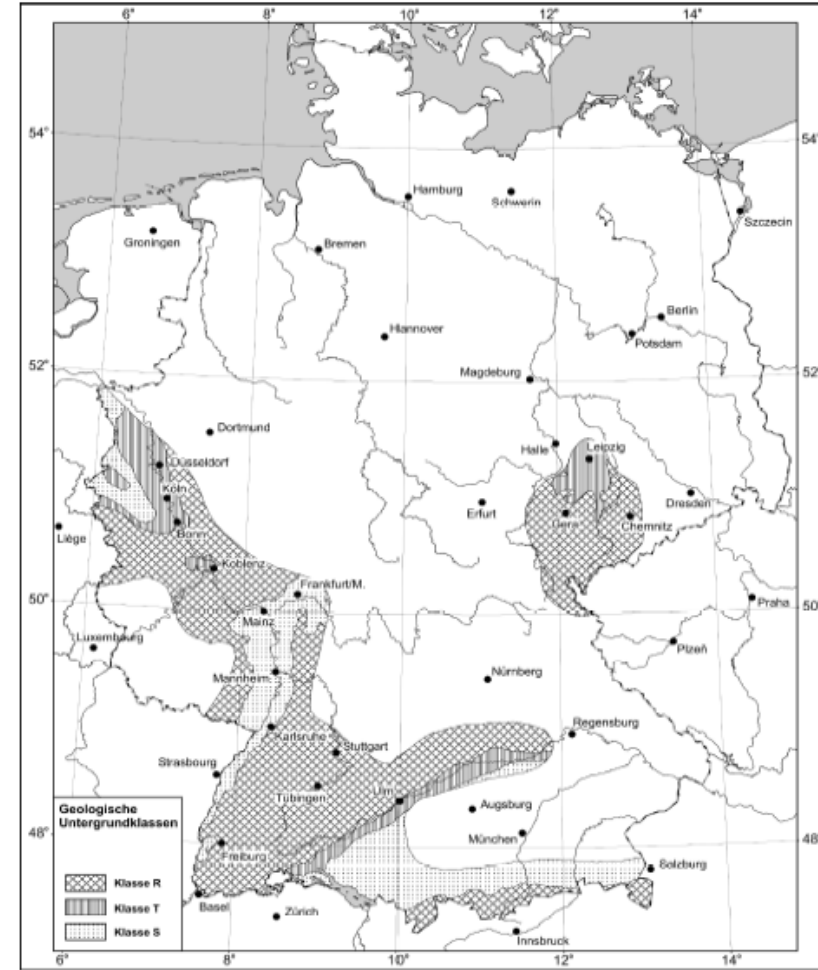 6° 8° 10° 12° 14°
54° 54°
Hamburg
Schwerin
Szczecin
Groningen
Bremen
Berlin
Hannover
Potsdam
52° 52°
Magdeburg
Dortmund
Halle
Leipzig
Düsseldorf
Köln
Erfurt
Gera
Chemnitz
Dresden
Bonn
Liège
Koblenz
Frankfurt/M.
50° 50°
Praha
Mainz
Luxembourg
Plzeň
Mannheim
Nürnberg
Karlsruhe
Regensburg
Stuttgart
Strasbourg
Tübingen
Ulm
Augsburg
München
48° 48°
Freiburg
Salzburg
Basel
Zürich
Innsbruck
Geologische
Untergrundklassen
Klasse R
Klasse T
Klasse S
6° 8° 10° 12° 14°